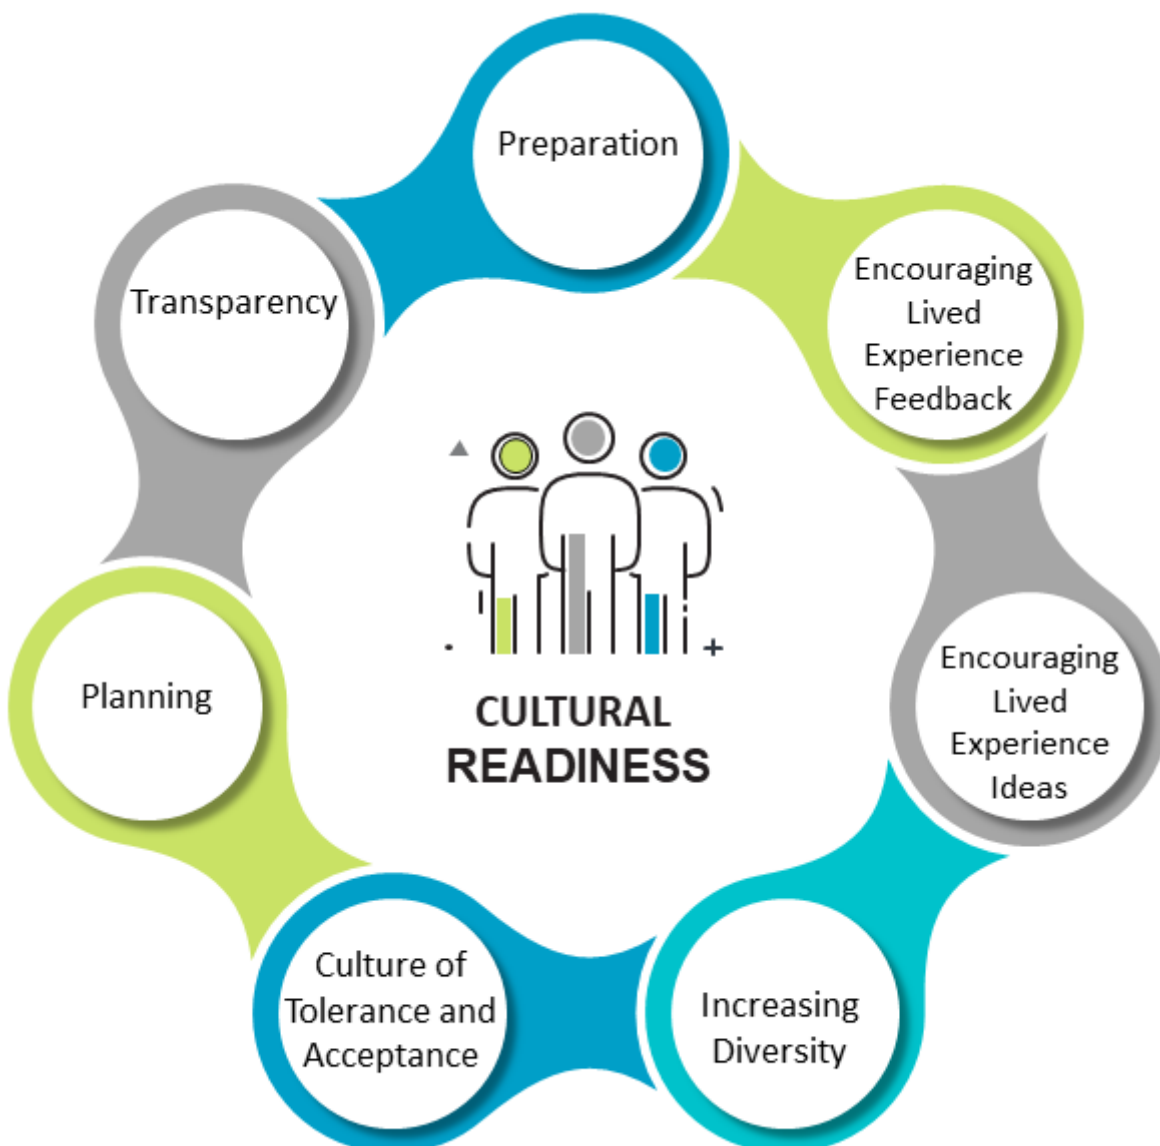 Preparation
Encouraging
Lived
Experience
Feedback
Encouraging
Lived
Experience
Ideas
Increasing
Diversity
Culture of
Tolerance and
Acceptance
Planning
Transparency
CULTURAL
READINESS